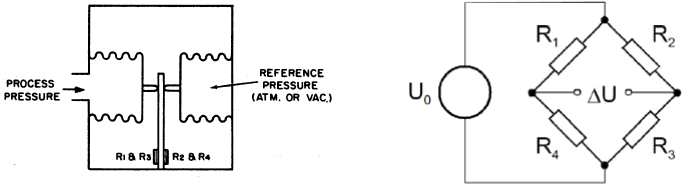 PROCESS
PRESSURE
REFERENCE
PRESSURE
(ATM. OR VAC.)
R1 & R3
R2 & R4
U0
R1
R2
ΔU
R4
R3